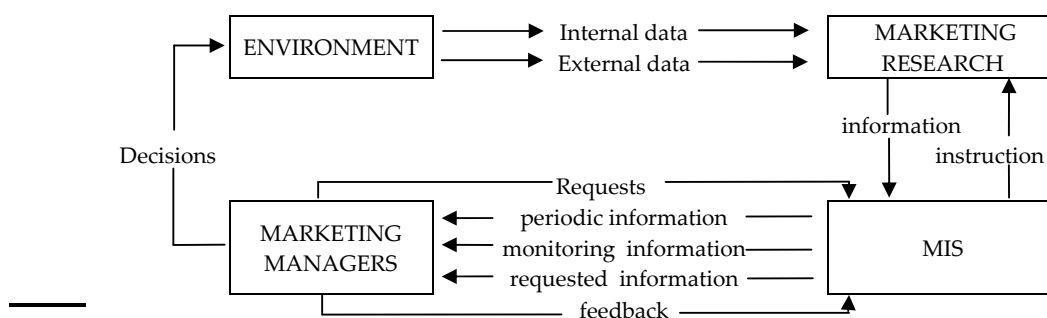 ENVIRONMENT
Internal data
External data
MARKETING
RESEARCH
Decisions
information
instruction
Requests
MARKETING
MANAGERS
periodic information
monitoring information
requested information
feedback
MIS